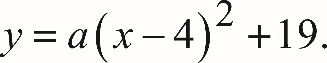 y = a(x − 4)² + 19.